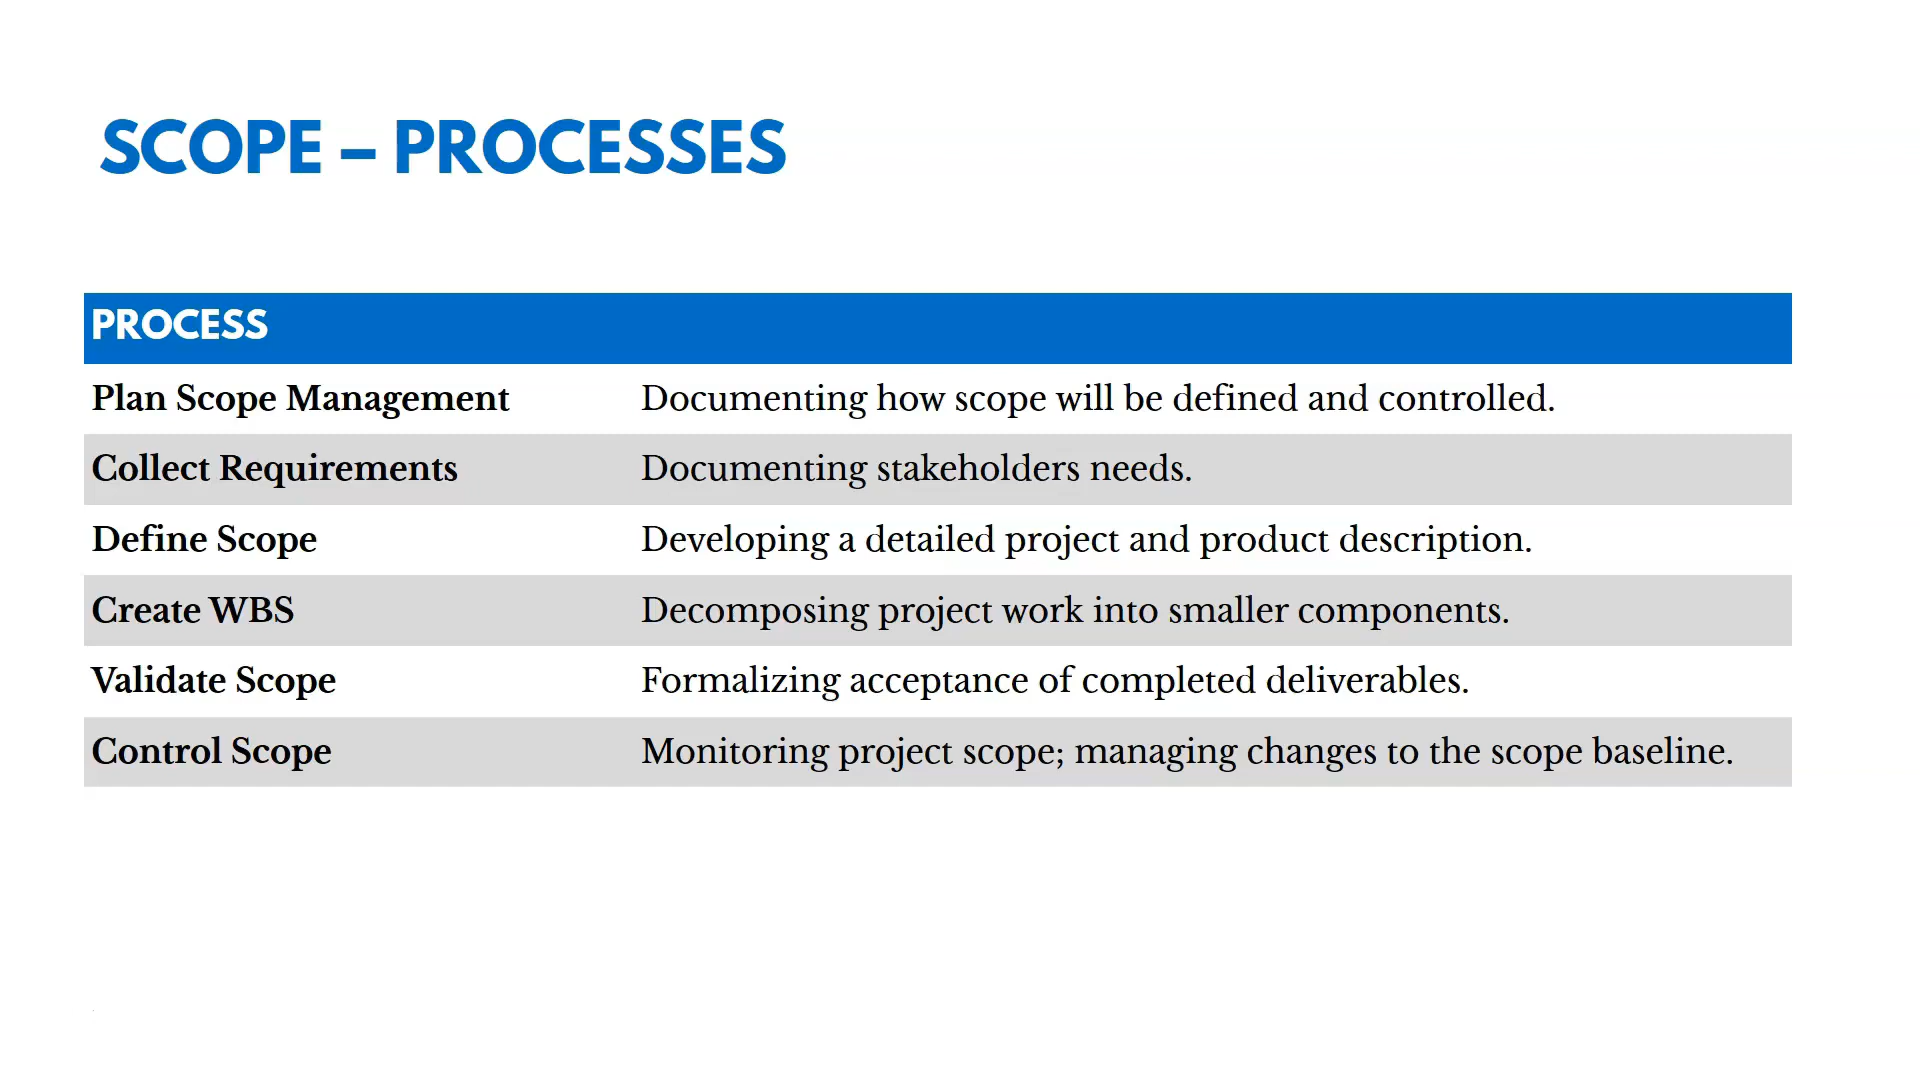 SCOPE – PROCESSES
PROCESS
Plan Scope Management Documenting how scope will be defined and controlled.
Collect Requirements Documenting stakeholders needs.
Define Scope Developing a detailed project and product description.
Create WBS Decomposing project work into smaller components.
Validate Scope Formalizing acceptance of completed deliverables.
Control Scope Monitoring project scope; managing changes to the scope baseline.